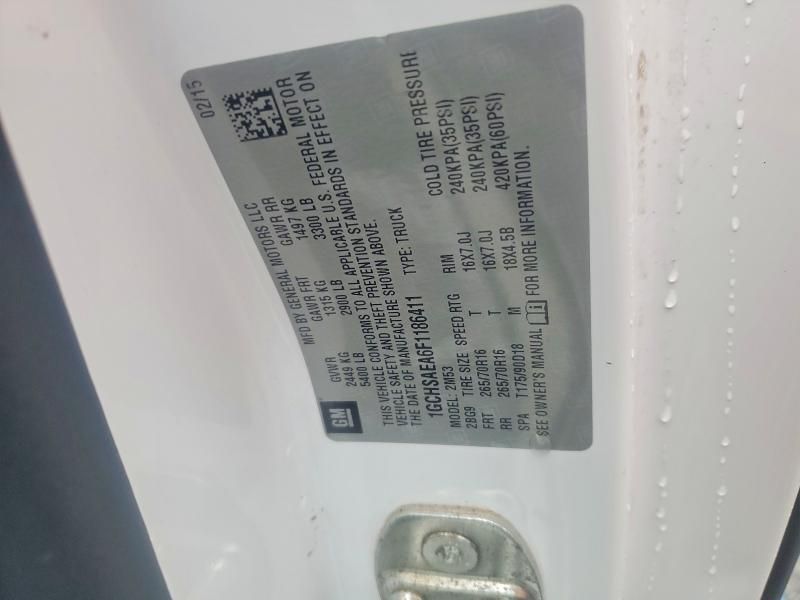 GM
MFD BY GENERAL MOTORS LLC
02/15
GVWR GAWR FRT GAWR RR
2449 KG 1315 KG 1497 KG
5400 LB 2900 LB 3300 LB
THIS VEHICLE CONFORMS TO ALL APPLICABLE U.S. FEDERAL MOTOR
VEHICLE SAFETY AND THEFT PREVENTION STANDARDS IN EFFECT ON
THE DATE OF MANUFACTURE SHOWN ABOVE.
1GCHSAEA6F1186411 TYPE: TRUCK
MODEL: 2M53
2BG9 TIRE SIZE SPEED RTG RIM COLD TIRE PRESSURE
FRT 265/70R16 T 16X7.0J 240KPA(35PSI)
RR 265/70R16 T 16X7.0J 240KPA(35PSI)
SPA T175/90D18 M 18X4.5B 420KPA(60PSI)
SEE OWNER'S MANUAL FOR MORE INFORMATION.